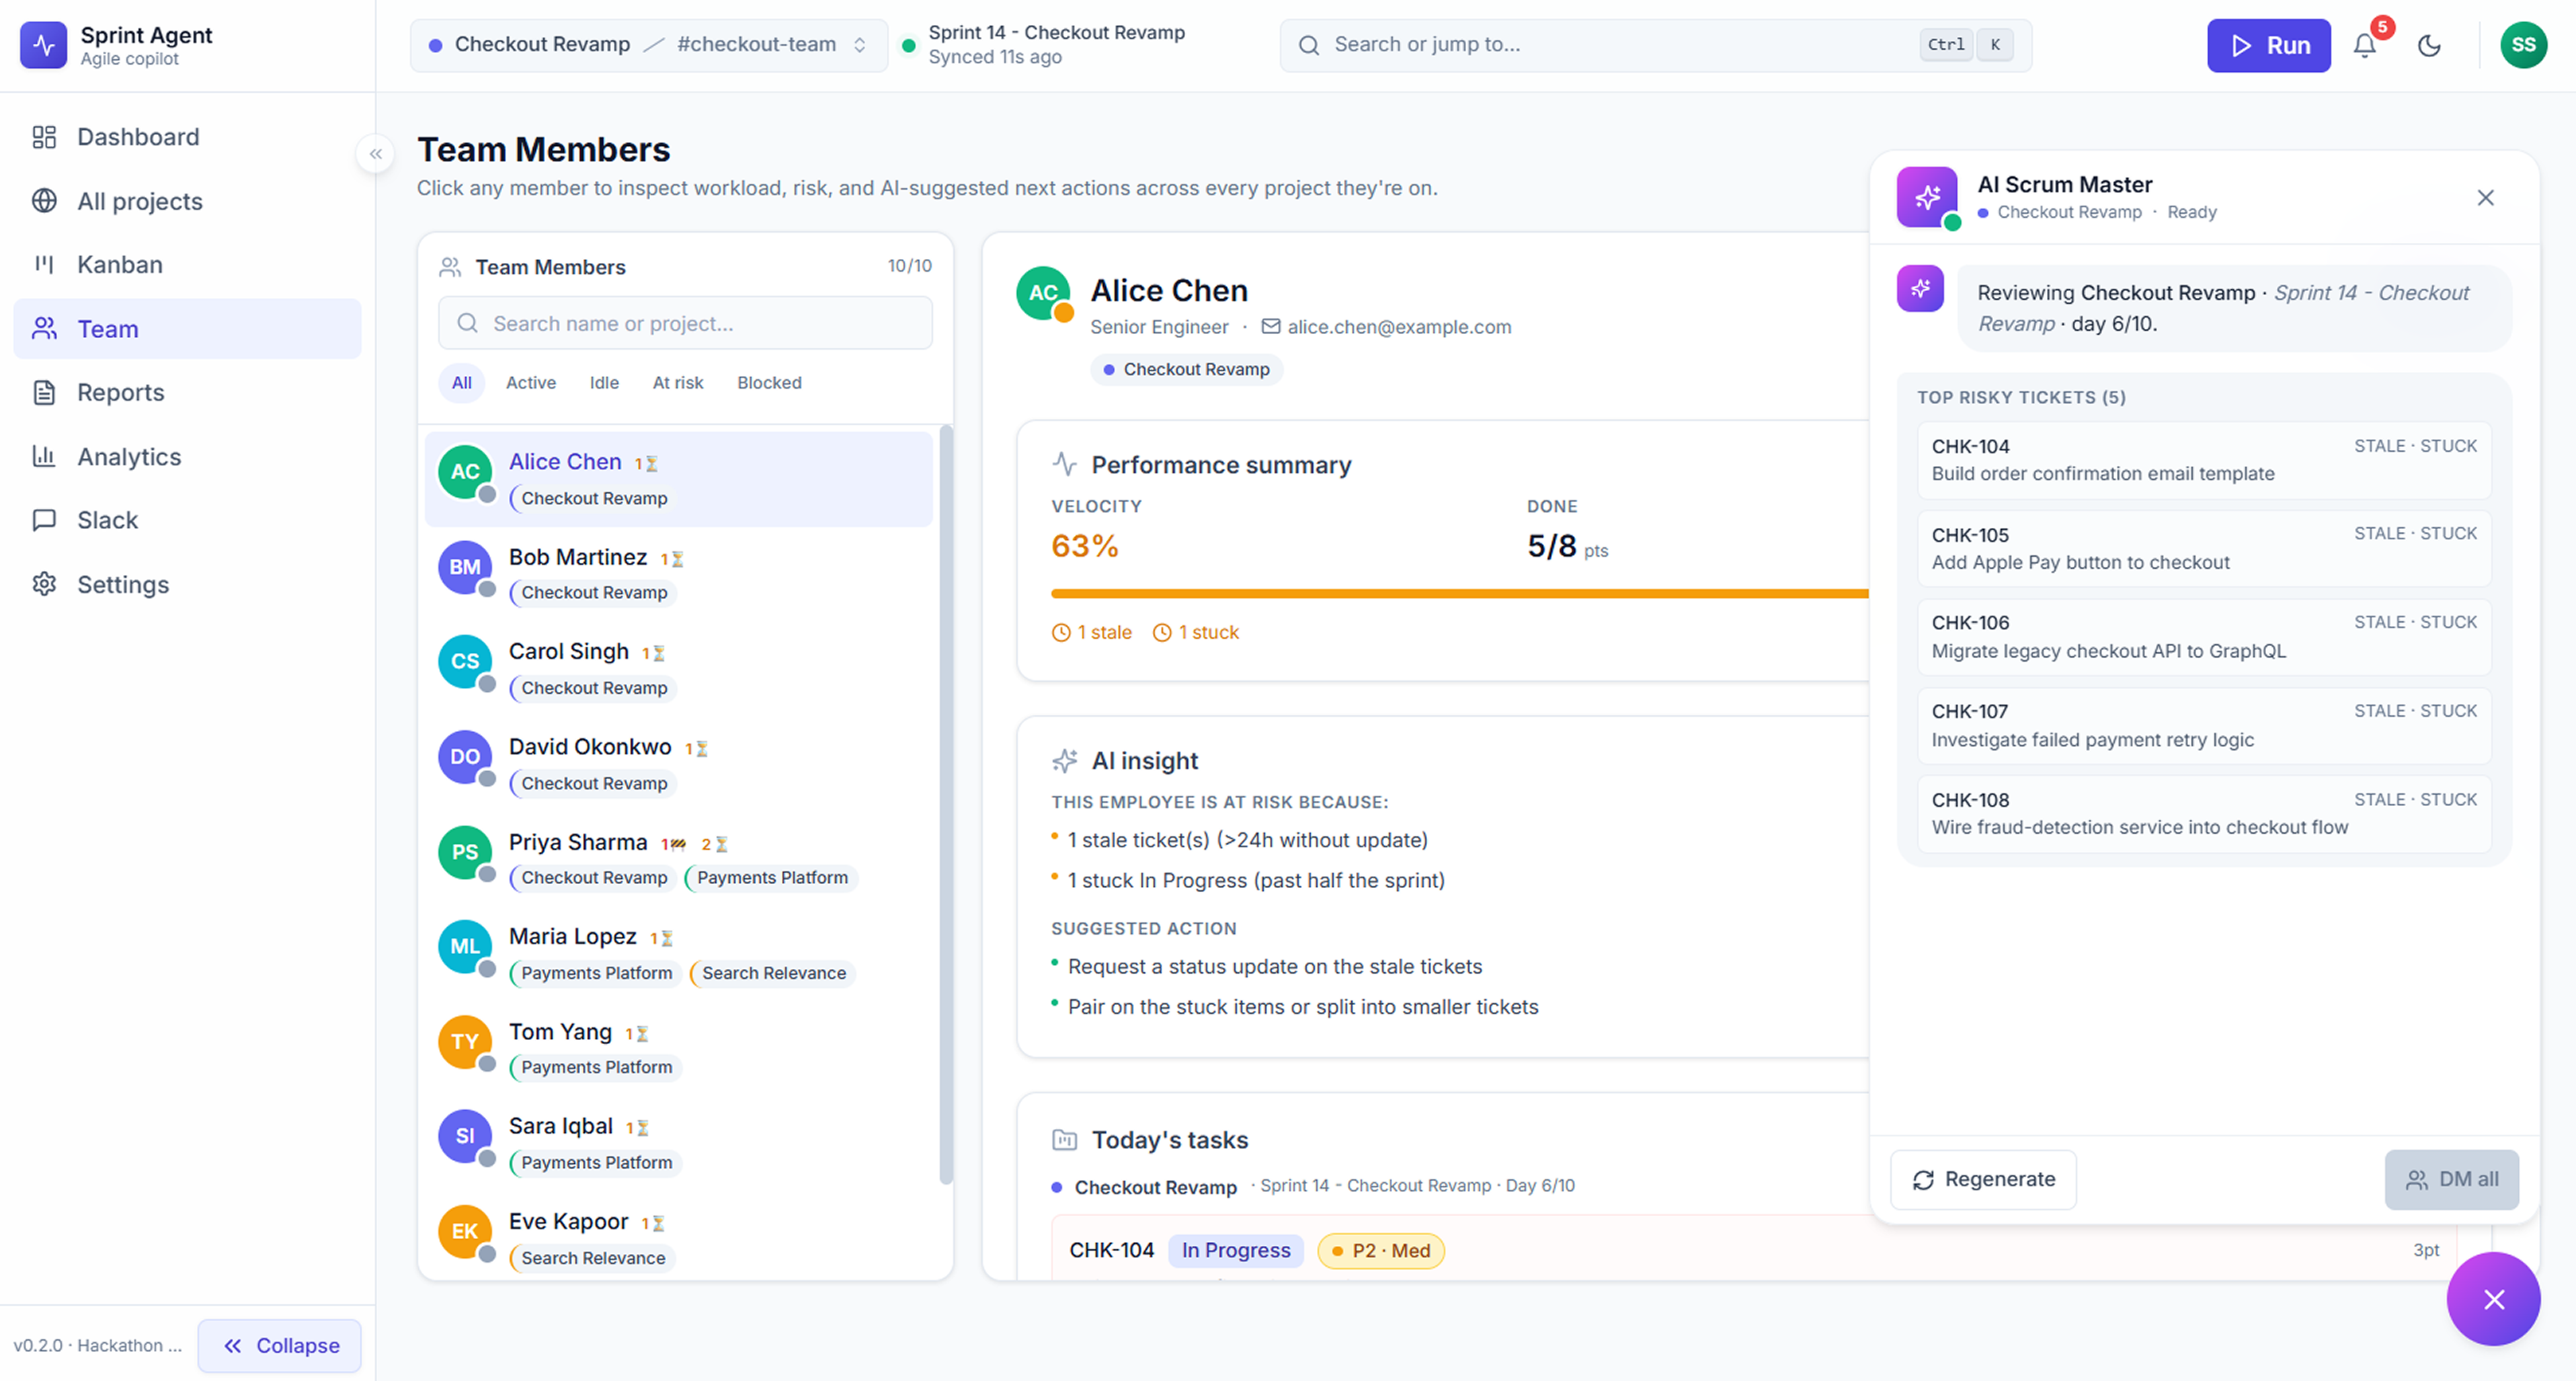 Sprint Agent
Agile copilot
Checkout Revamp / #checkout-team
Sprint 14 - Checkout Revamp
Synced 11s ago
Search or jump to...
Ctrl K
Run
5
SS
Dashboard
All projects
Kanban
Team
Reports
Analytics
Slack
Settings
v0.2.0 · Hackathon ...
Collapse
Team Members
Click any member to inspect workload, risk, and AI-suggested next actions across every project they're on.
Team Members
10/10
Search name or project...
All Active Idle At risk Blocked
AC Alice Chen 1⏳
Checkout Revamp
BM Bob Martinez 1⏳
Checkout Revamp
CS Carol Singh 1⏳
Checkout Revamp
DO David Okonkwo 1⏳
Checkout Revamp
PS Priya Sharma 1🚧 2⏳
Checkout Revamp Payments Platform
ML Maria Lopez 1⏳
Payments Platform Search Relevance
TY Tom Yang 1⏳
Payments Platform
SI Sara Iqbal 1⏳
Payments Platform
EK Eve Kapoor 1⏳
Search Relevance
AC Alice Chen
Senior Engineer · alice.chen@example.com
Checkout Revamp
Performance summary
VELOCITY DONE
63% 5/8 pts
1 stale 1 stuck
AI insight
THIS EMPLOYEE IS AT RISK BECAUSE:
• 1 stale ticket(s) (>24h without update)
• 1 stuck In Progress (past half the sprint)
SUGGESTED ACTION
• Request a status update on the stale tickets
• Pair on the stuck items or split into smaller tickets
Today's tasks
Checkout Revamp · Sprint 14 - Checkout Revamp · Day 6/10
CHK-104 In Progress P2 · Med 3pt
AI Scrum Master
Checkout Revamp · Ready
Reviewing Checkout Revamp · Sprint 14 - Checkout
Revamp · day 6/10.
TOP RISKY TICKETS (5)
CHK-104 STALE · STUCK
Build order confirmation email template
CHK-105 STALE · STUCK
Add Apple Pay button to checkout
CHK-106 STALE · STUCK
Migrate legacy checkout API to GraphQL
CHK-107 STALE · STUCK
Investigate failed payment retry logic
CHK-108 STALE · STUCK
Wire fraud-detection service into checkout flow
Regenerate
DM all